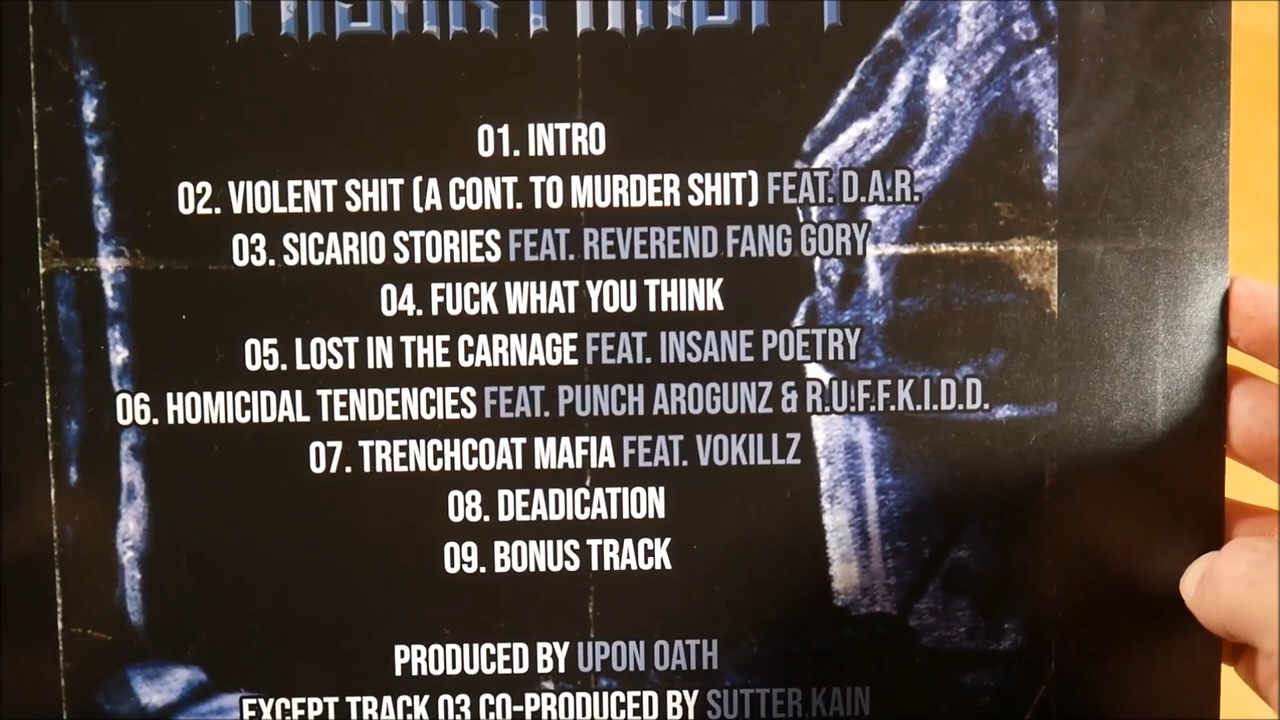 01. INTRO
02. VIOLENT SHIT (A CONT. TO MURDER SHIT) FEAT. D.A.R.
03. SICARIO STORIES FEAT. REVEREND FANG GORY
04. FUCK WHAT YOU THINK
05. LOST IN THE CARNAGE FEAT. INSANE POETRY
06. HOMICIDAL TENDENCIES FEAT. PUNCH AROGUNZ & R.U.F.F.K.I.D.D.
07. TRENCHCOAT MAFIA FEAT. VOKILLZ
08. DEADICATION
09. BONUS TRACK
PRODUCED BY UPON OATH
EXCEPT TRACK 03 CO-PRODUCED BY SUTTER KAIN